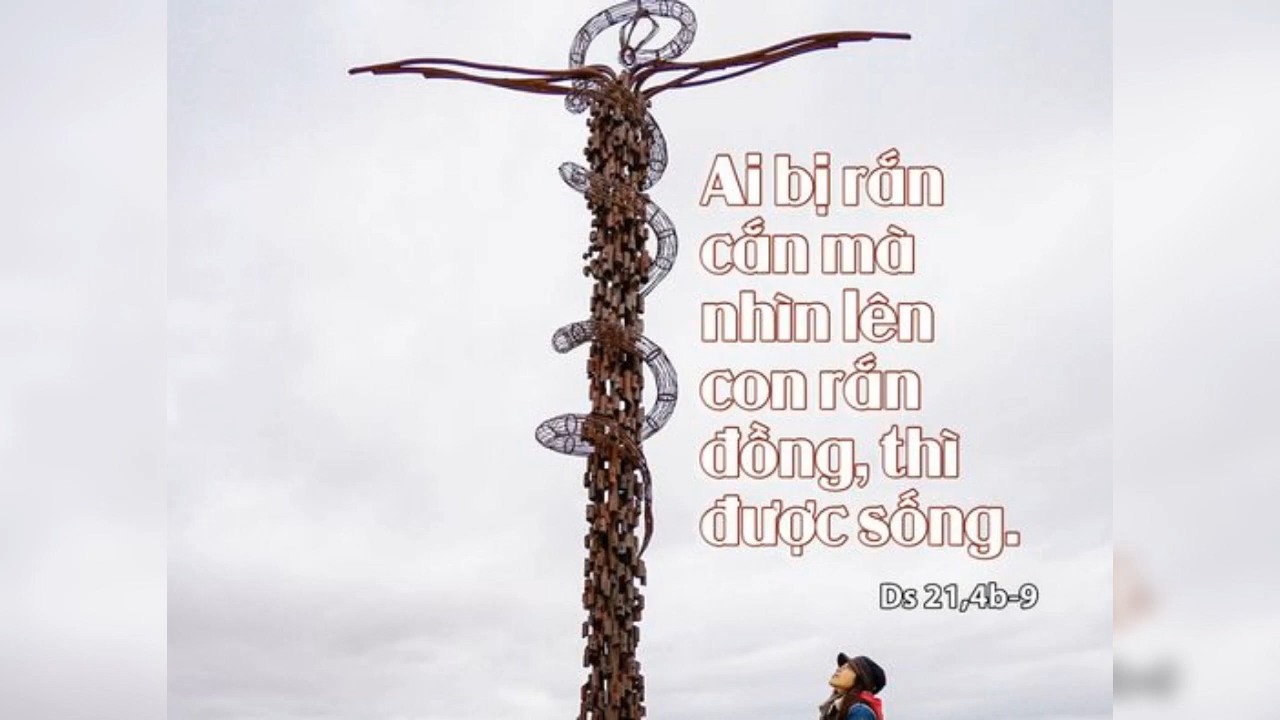 Ai bị rắn
cắn mà
nhìn lên
con rắn
đồng, thì
được sống.
Ds 21,4b-9